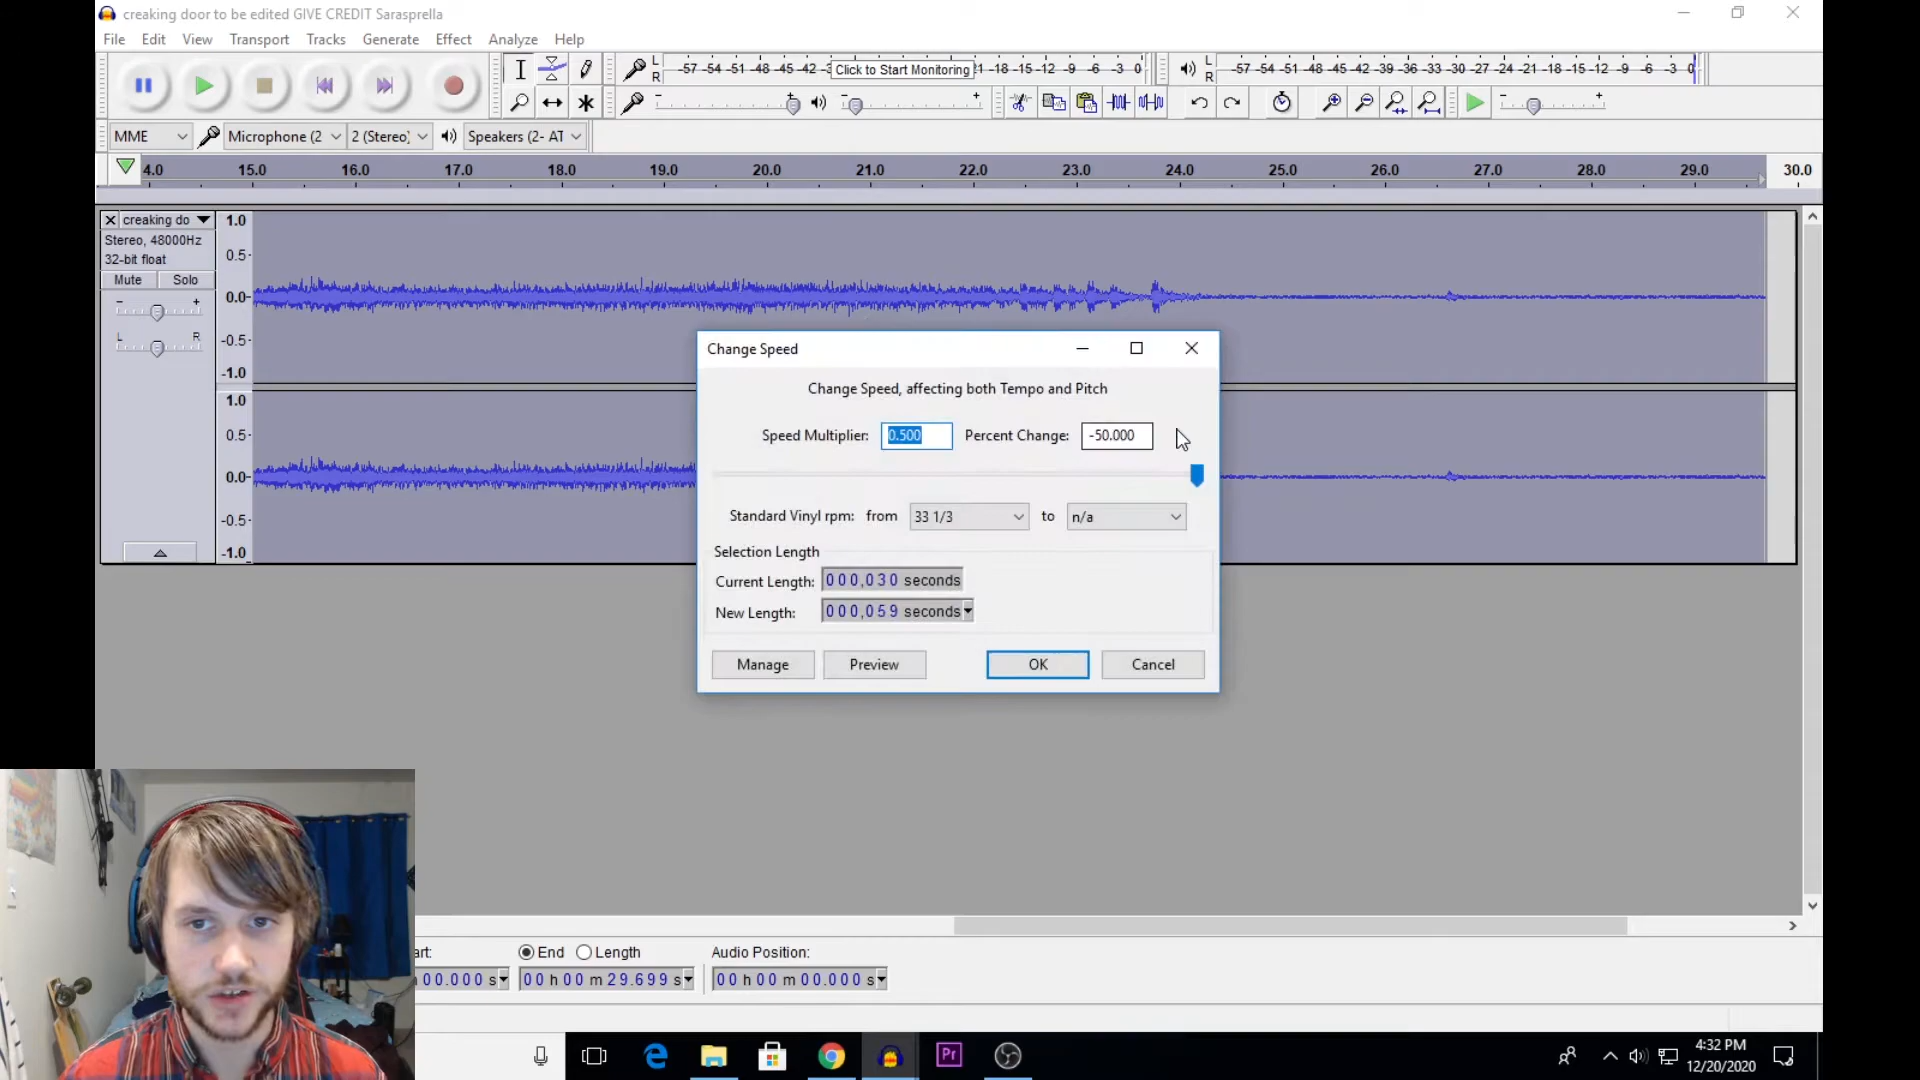 creaking door to be edited GIVE CREDIT Sarasprella
File Edit View Transport Tracks Generate Effect Analyze Help
L R -57 -54 -51 -48 -45 -42 -3 Click to Start Monitoring 1 -18 -15 -12 -9 -6 -3 0 L R -57 -54 -51 -48 -45 -42 -39 -36 -33 -30 -27 -24 -21 -18 -15 -12 -9 -6 -3 0
MME Microphone (2 2 (Stereo) Speakers (2- AT
4.0 15.0 16.0 17.0 18.0 19.0 20.0 21.0 22.0 23.0 24.0 25.0 26.0 27.0 28.0 29.0 30.0
creaking do 1.0
Stereo, 48000Hz
32-bit float
0.5
Mute Solo
0.0
- +
L R
-0.5
-1.0
1.0
0.5
0.0
-0.5
-1.0
Change Speed
Change Speed, affecting both Tempo and Pitch
Speed Multiplier: 0.500 Percent Change: -50.000
Standard Vinyl rpm: from 33 1/3 to n/a
Selection Length
Current Length: 000,030 seconds
New Length: 000,059 seconds
Manage Preview OK Cancel
art: End Length Audio Position:
00.000 s 00 h 00 m 29.699 s 00 h 00 m 00.000 s
Pr
4:32 PM
12/20/2020